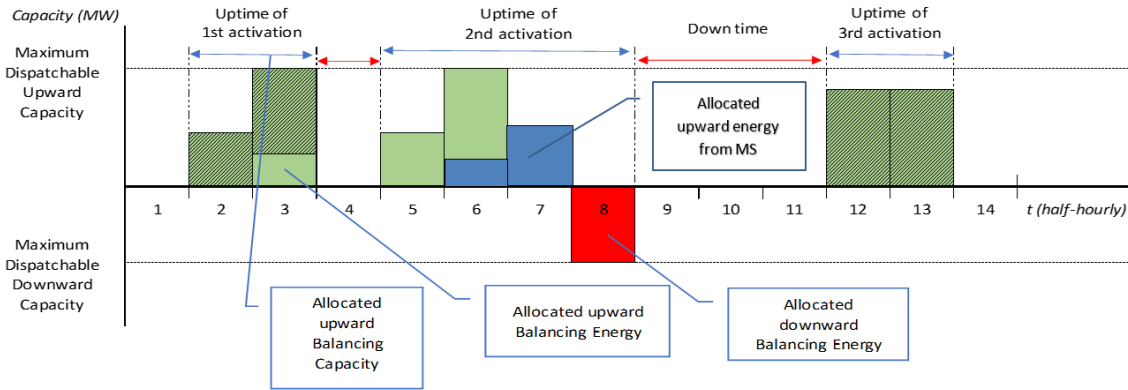 Capacity (MW)
Uptime of
1st activation
Uptime of
2nd activation
Down time
Uptime of
3rd activation
Maximum
Dispatchable
Upward
Capacity
Allocated
upward energy
from MS
1 2 3 4 5 6 7 8 9 10 11 12 13 14 t (half-hourly)
Maximum
Dispatchable
Downward
Capacity
Allocated
upward
Balancing
Capacity
Allocated upward
Balancing Energy
Allocated
downward
Balancing Energy